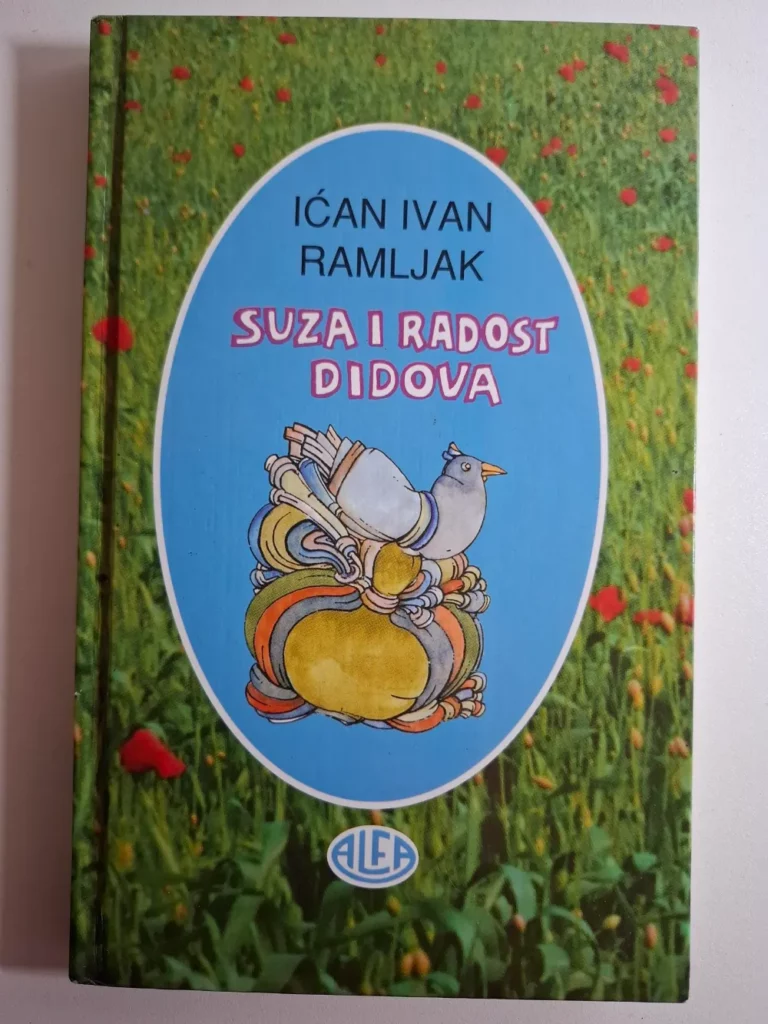 IĆAN IVAN
RAMLJAK
SUZA I RADOST
DIDOVA
ALFA